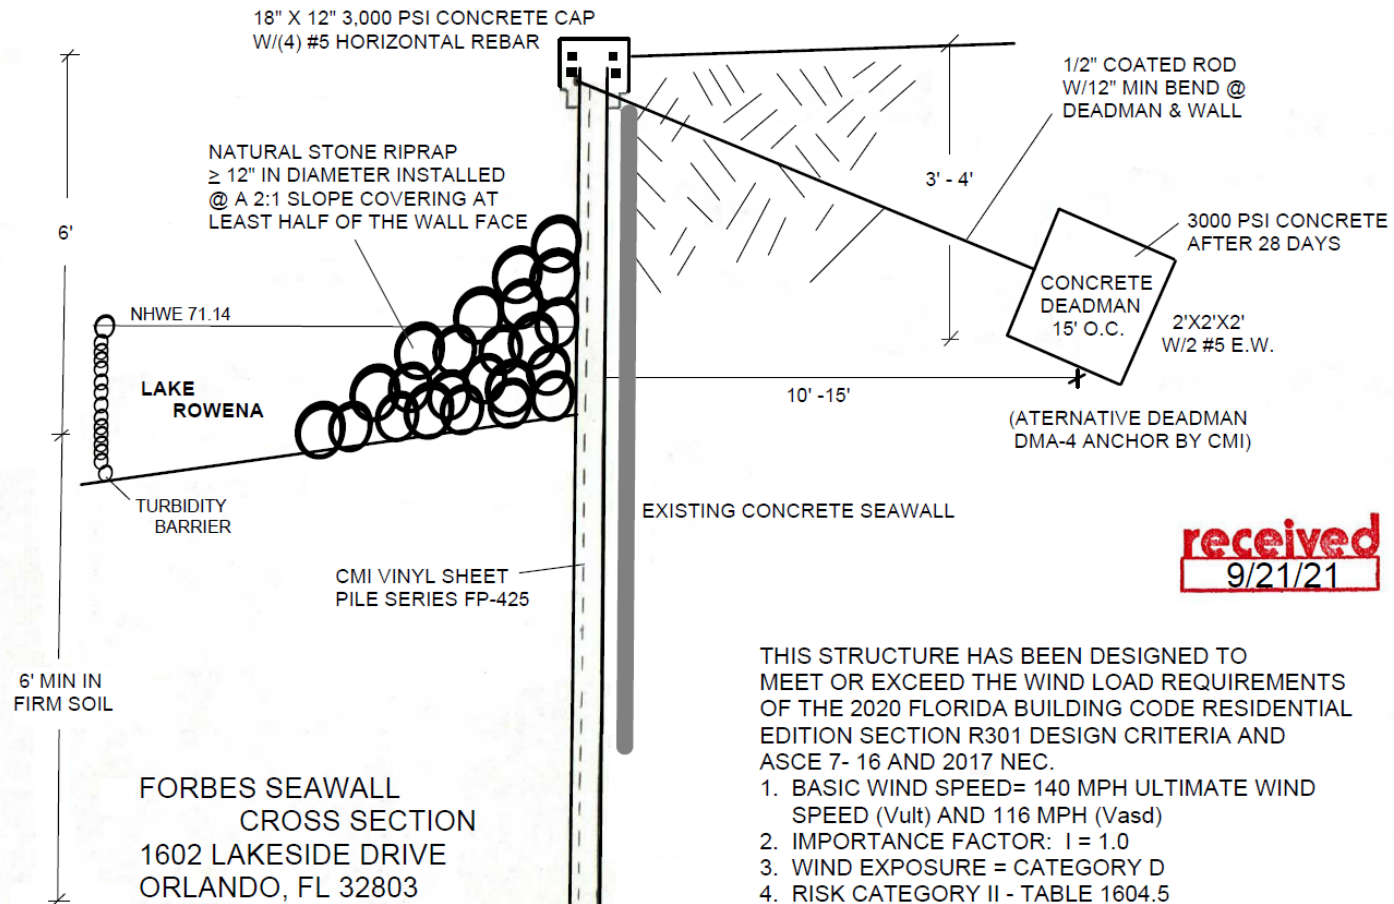 18" X 12" 3,000 PSI CONCRETE CAP
W/(4) #5 HORIZONTAL REBAR
1/2" COATED ROD
W/12" MIN BEND @
DEADMAN & WALL
NATURAL STONE RIPRAP
≥ 12" IN DIAMETER INSTALLED
@ A 2:1 SLOPE COVERING AT
LEAST HALF OF THE WALL FACE
3' - 4'
6'
3000 PSI CONCRETE
AFTER 28 DAYS
CONCRETE
DEADMAN
15' O.C.
NHWE 71.14
2'X2'X2'
W/2 #5 E.W.
LAKE
ROWENA
10' -15'
(ATERNATIVE DEADMAN
DMA-4 ANCHOR BY CMI)
TURBIDITY
BARRIER
EXISTING CONCRETE SEAWALL
received
9/21/21
CMI VINYL SHEET
PILE SERIES FP-425
6' MIN IN
FIRM SOIL
THIS STRUCTURE HAS BEEN DESIGNED TO
MEET OR EXCEED THE WIND LOAD REQUIREMENTS
OF THE 2020 FLORIDA BUILDING CODE RESIDENTIAL
EDITION SECTION R301 DESIGN CRITERIA AND
ASCE 7- 16 AND 2017 NEC.
1. BASIC WIND SPEED= 140 MPH ULTIMATE WIND
SPEED (Vult) AND 116 MPH (Vasd)
2. IMPORTANCE FACTOR: I = 1.0
3. WIND EXPOSURE = CATEGORY D
4. RISK CATEGORY II - TABLE 1604.5
FORBES SEAWALL
CROSS SECTION
1602 LAKESIDE DRIVE
ORLANDO, FL 32803